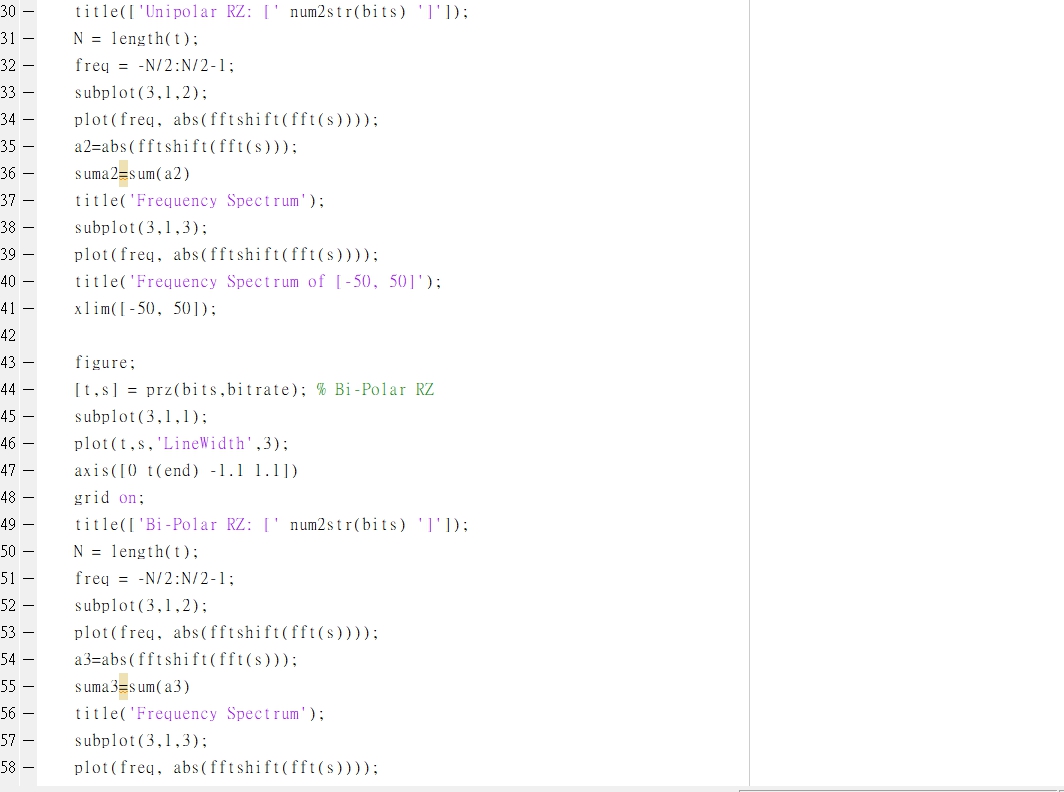 30 — title(['Unipolar RZ: [' num2str(bits) ']']);
31 — N = length(t);
32 — freq = -N/2:N/2-1;
33 — subplot(3,1,2);
34 — plot(freq, abs(fftshift(fft(s))));
35 — a2=abs(fftshift(fft(s)));
36 — suma2=sum(a2)
37 — title('Frequency Spectrum');
38 — subplot(3,1,3);
39 — plot(freq, abs(fftshift(fft(s))));
40 — title('Frequency Spectrum of [-50, 50]');
41 — xlim([-50, 50]);
42
43 — figure;
44 — [t,s] = prz(bits,bitrate); % Bi-Polar RZ
45 — subplot(3,1,1);
46 — plot(t,s,'LineWidth',3);
47 — axis([0 t(end) -1.1 1.1])
48 — grid on;
49 — title(['Bi-Polar RZ: [' num2str(bits) ']']);
50 — N = length(t);
51 — freq = -N/2:N/2-1;
52 — subplot(3,1,2);
53 — plot(freq, abs(fftshift(fft(s))));
54 — a3=abs(fftshift(fft(s)));
55 — suma3=sum(a3)
56 — title('Frequency Spectrum');
57 — subplot(3,1,3);
58 — plot(freq, abs(fftshift(fft(s))));